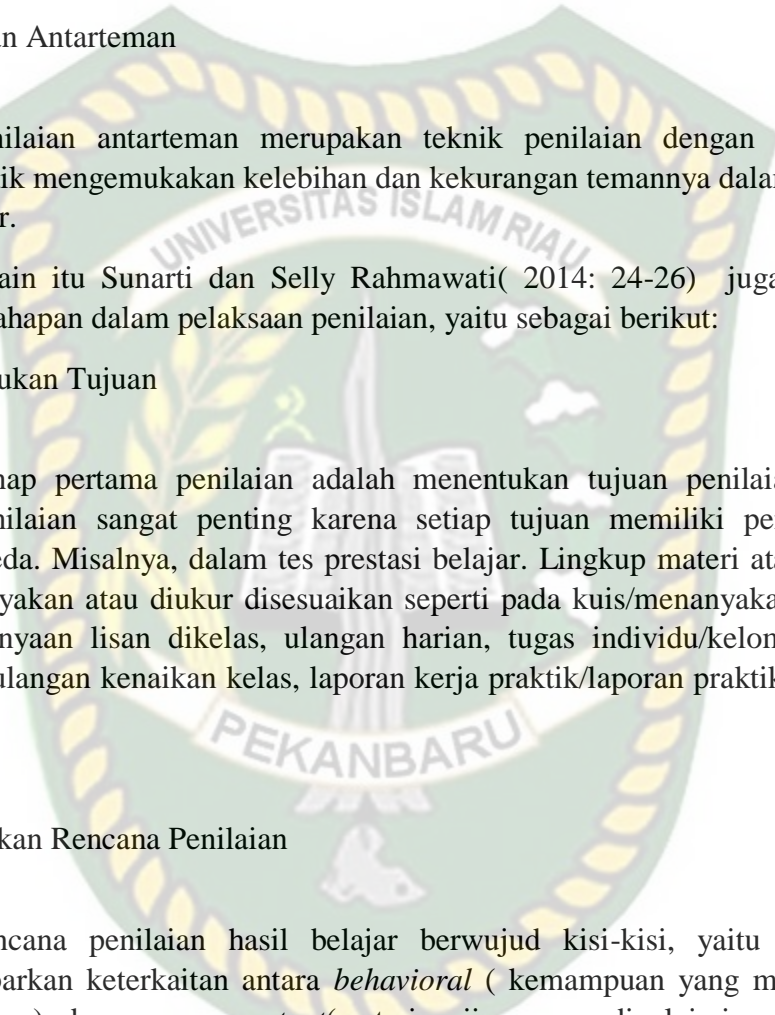 n Antarteman
nilaian antarteman merupakan teknik penilaian dengan
ik mengemukakan kelebihan dan kekurangan temannya dalam
r.
UNIVERSITAS ISLAM RIAU
ain itu Sunarti dan Selly Rahmawati( 2014: 24-26) juga
ahapan dalam pelaksaan penilaian, yaitu sebagai berikut:
ukan Tujuan
hap pertama penilaian adalah menentukan tujuan penilaia
nilaian sangat penting karena setiap tujuan memiliki pe
eda. Misalnya, dalam tes prestasi belajar. Lingkup materi ata
yakan atau diukur disesuaikan seperti pada kuis/menanyaka
nyaan lisan dikelas, ulangan harian, tugas individu/kelom
ulangan kenaikan kelas, laporan kerja praktik/laporan praktik
PEKANBARU
kan Rencana Penilaian
ncana penilaian hasil belajar berwujud kisi-kisi, yaitu
barkan keterkaitan antara behavioral ( kemampuan yang m